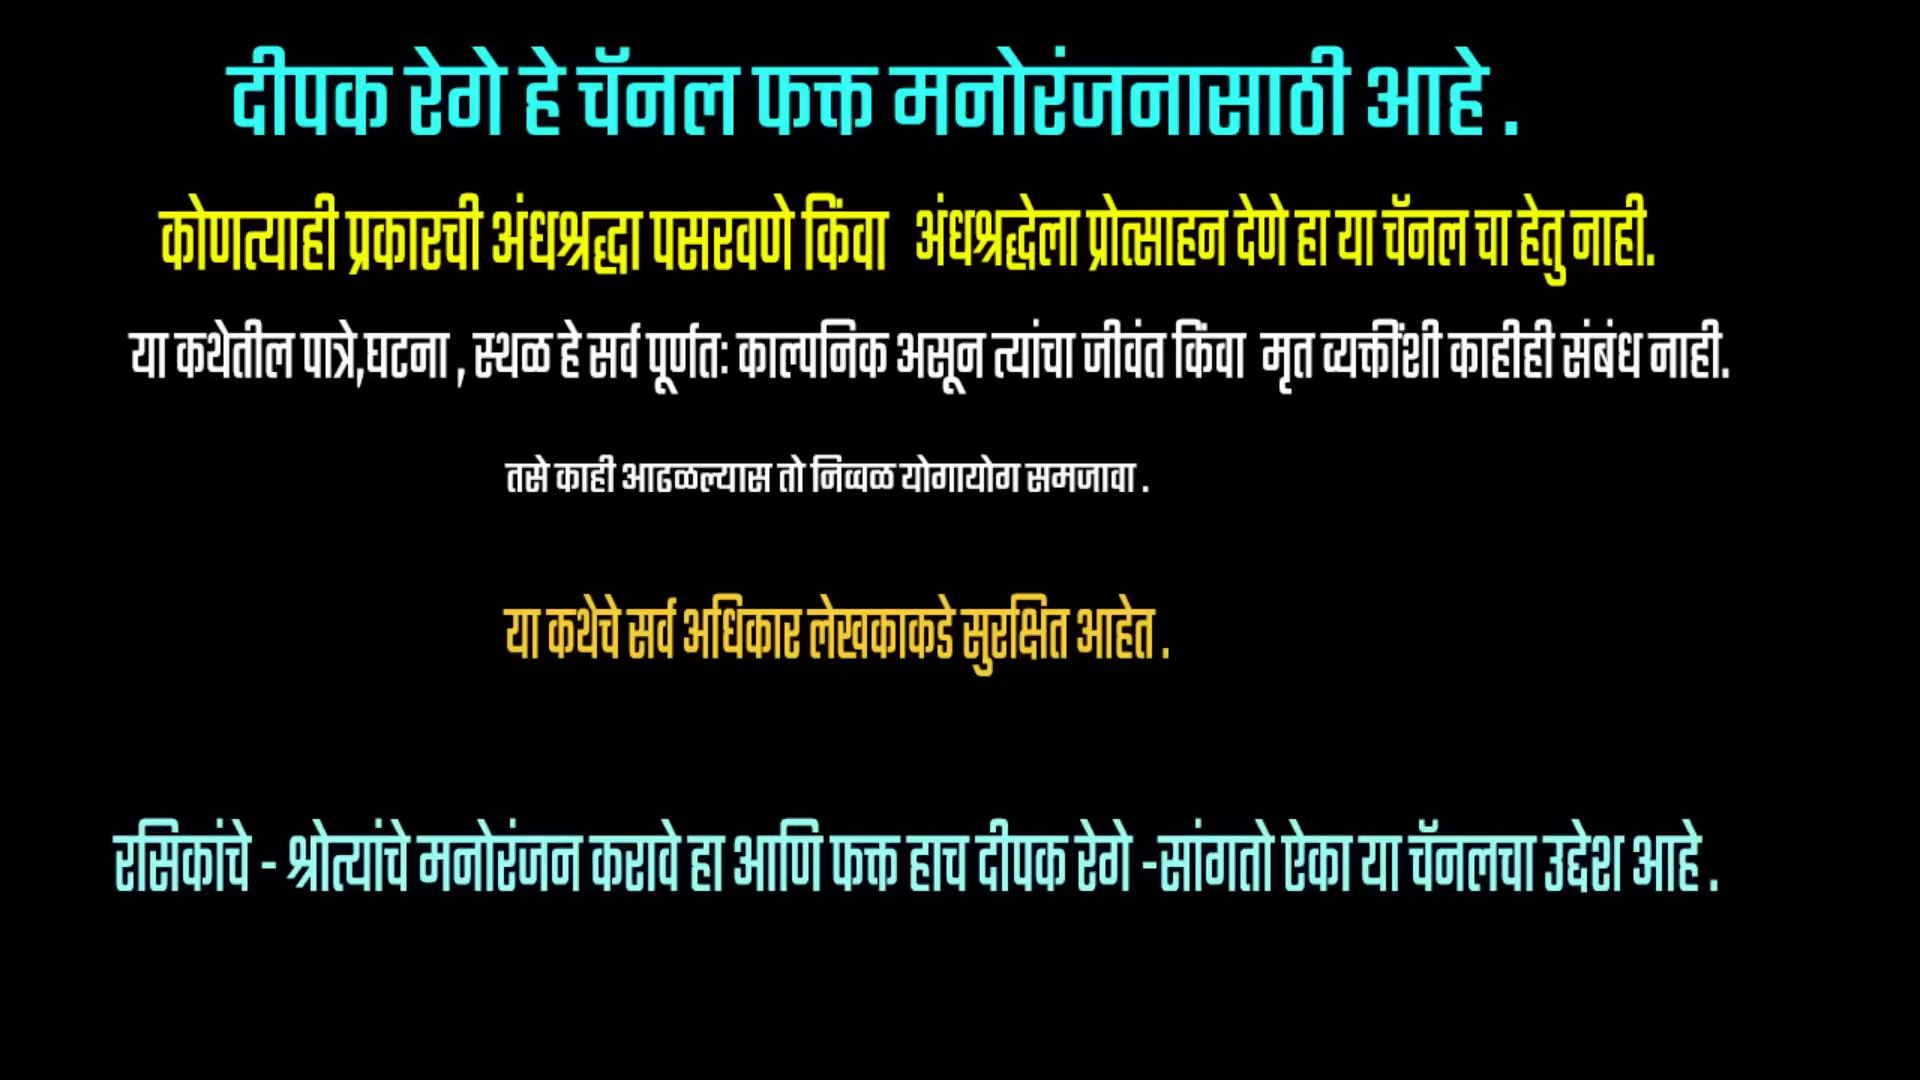 दीपक रेगे हे चॅनल फक्त मनोरंजनासाठी आहे .
कोणत्याही प्रकारची अंधश्रद्धा पसरवणे किंवा अंधश्रद्धेला प्रोत्साहन देणे हा या चॅनल चा हेतु नाही.
या कथेतील पात्रे,घटना , स्थळ हे सर्व पूर्णतः काल्पनिक असून त्यांचा जीवंत किंवा मृत व्यक्तींशी काहीही संबंध नाही.
तसे काही आढळल्यास तो निव्वळ योगायोग समजावा .
या कथेचे सर्व अधिकार लेखकाकडे सुरक्षित आहेत .
रसिकांचे - श्रोत्यांचे मनोरंजन करावे हा आणि फक्त हाच दीपक रेगे -सांगतो ऐका या चॅनलचा उद्देश आहे .